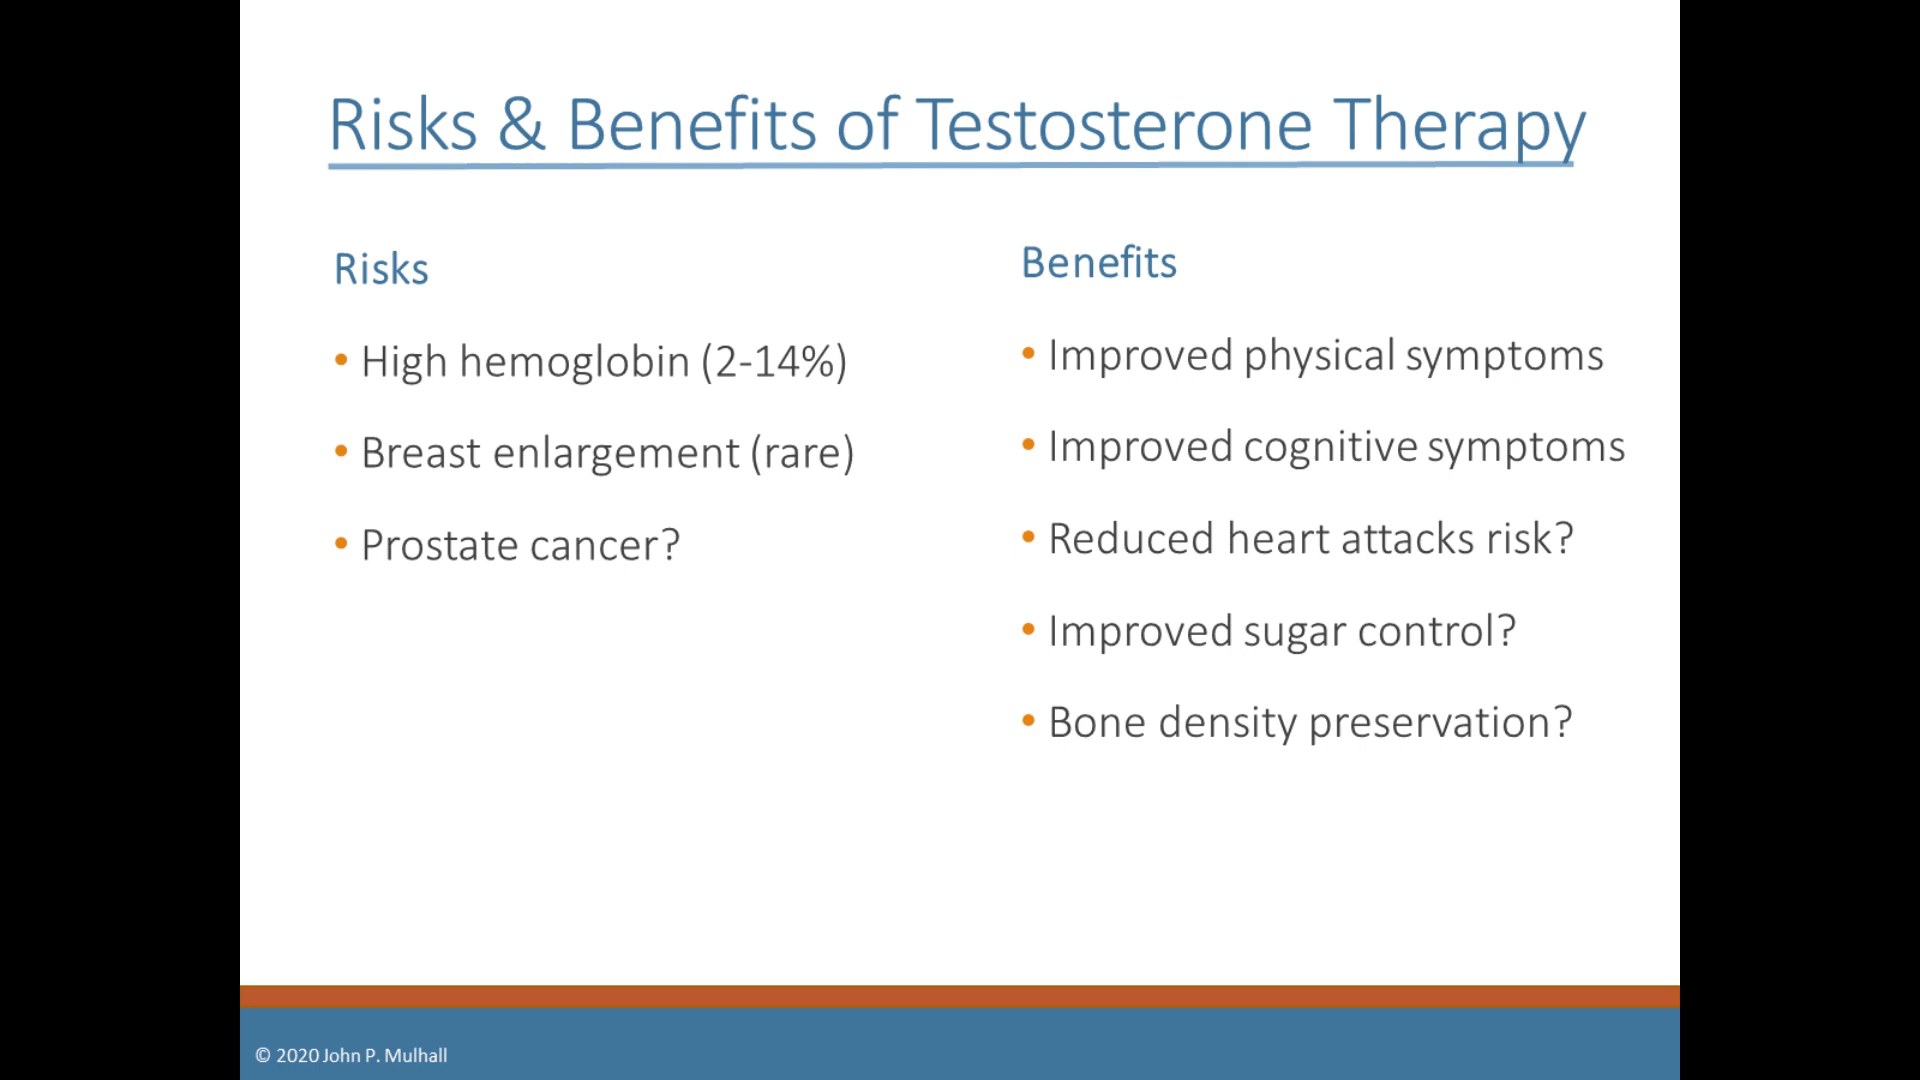 Risks & Benefits of Testosterone Therapy
Risks
• High hemoglobin (2-14%)
• Breast enlargement (rare)
• Prostate cancer?
Benefits
• Improved physical symptoms
• Improved cognitive symptoms
• Reduced heart attacks risk?
• Improved sugar control?
• Bone density preservation?
© 2020 John P. Mulhall